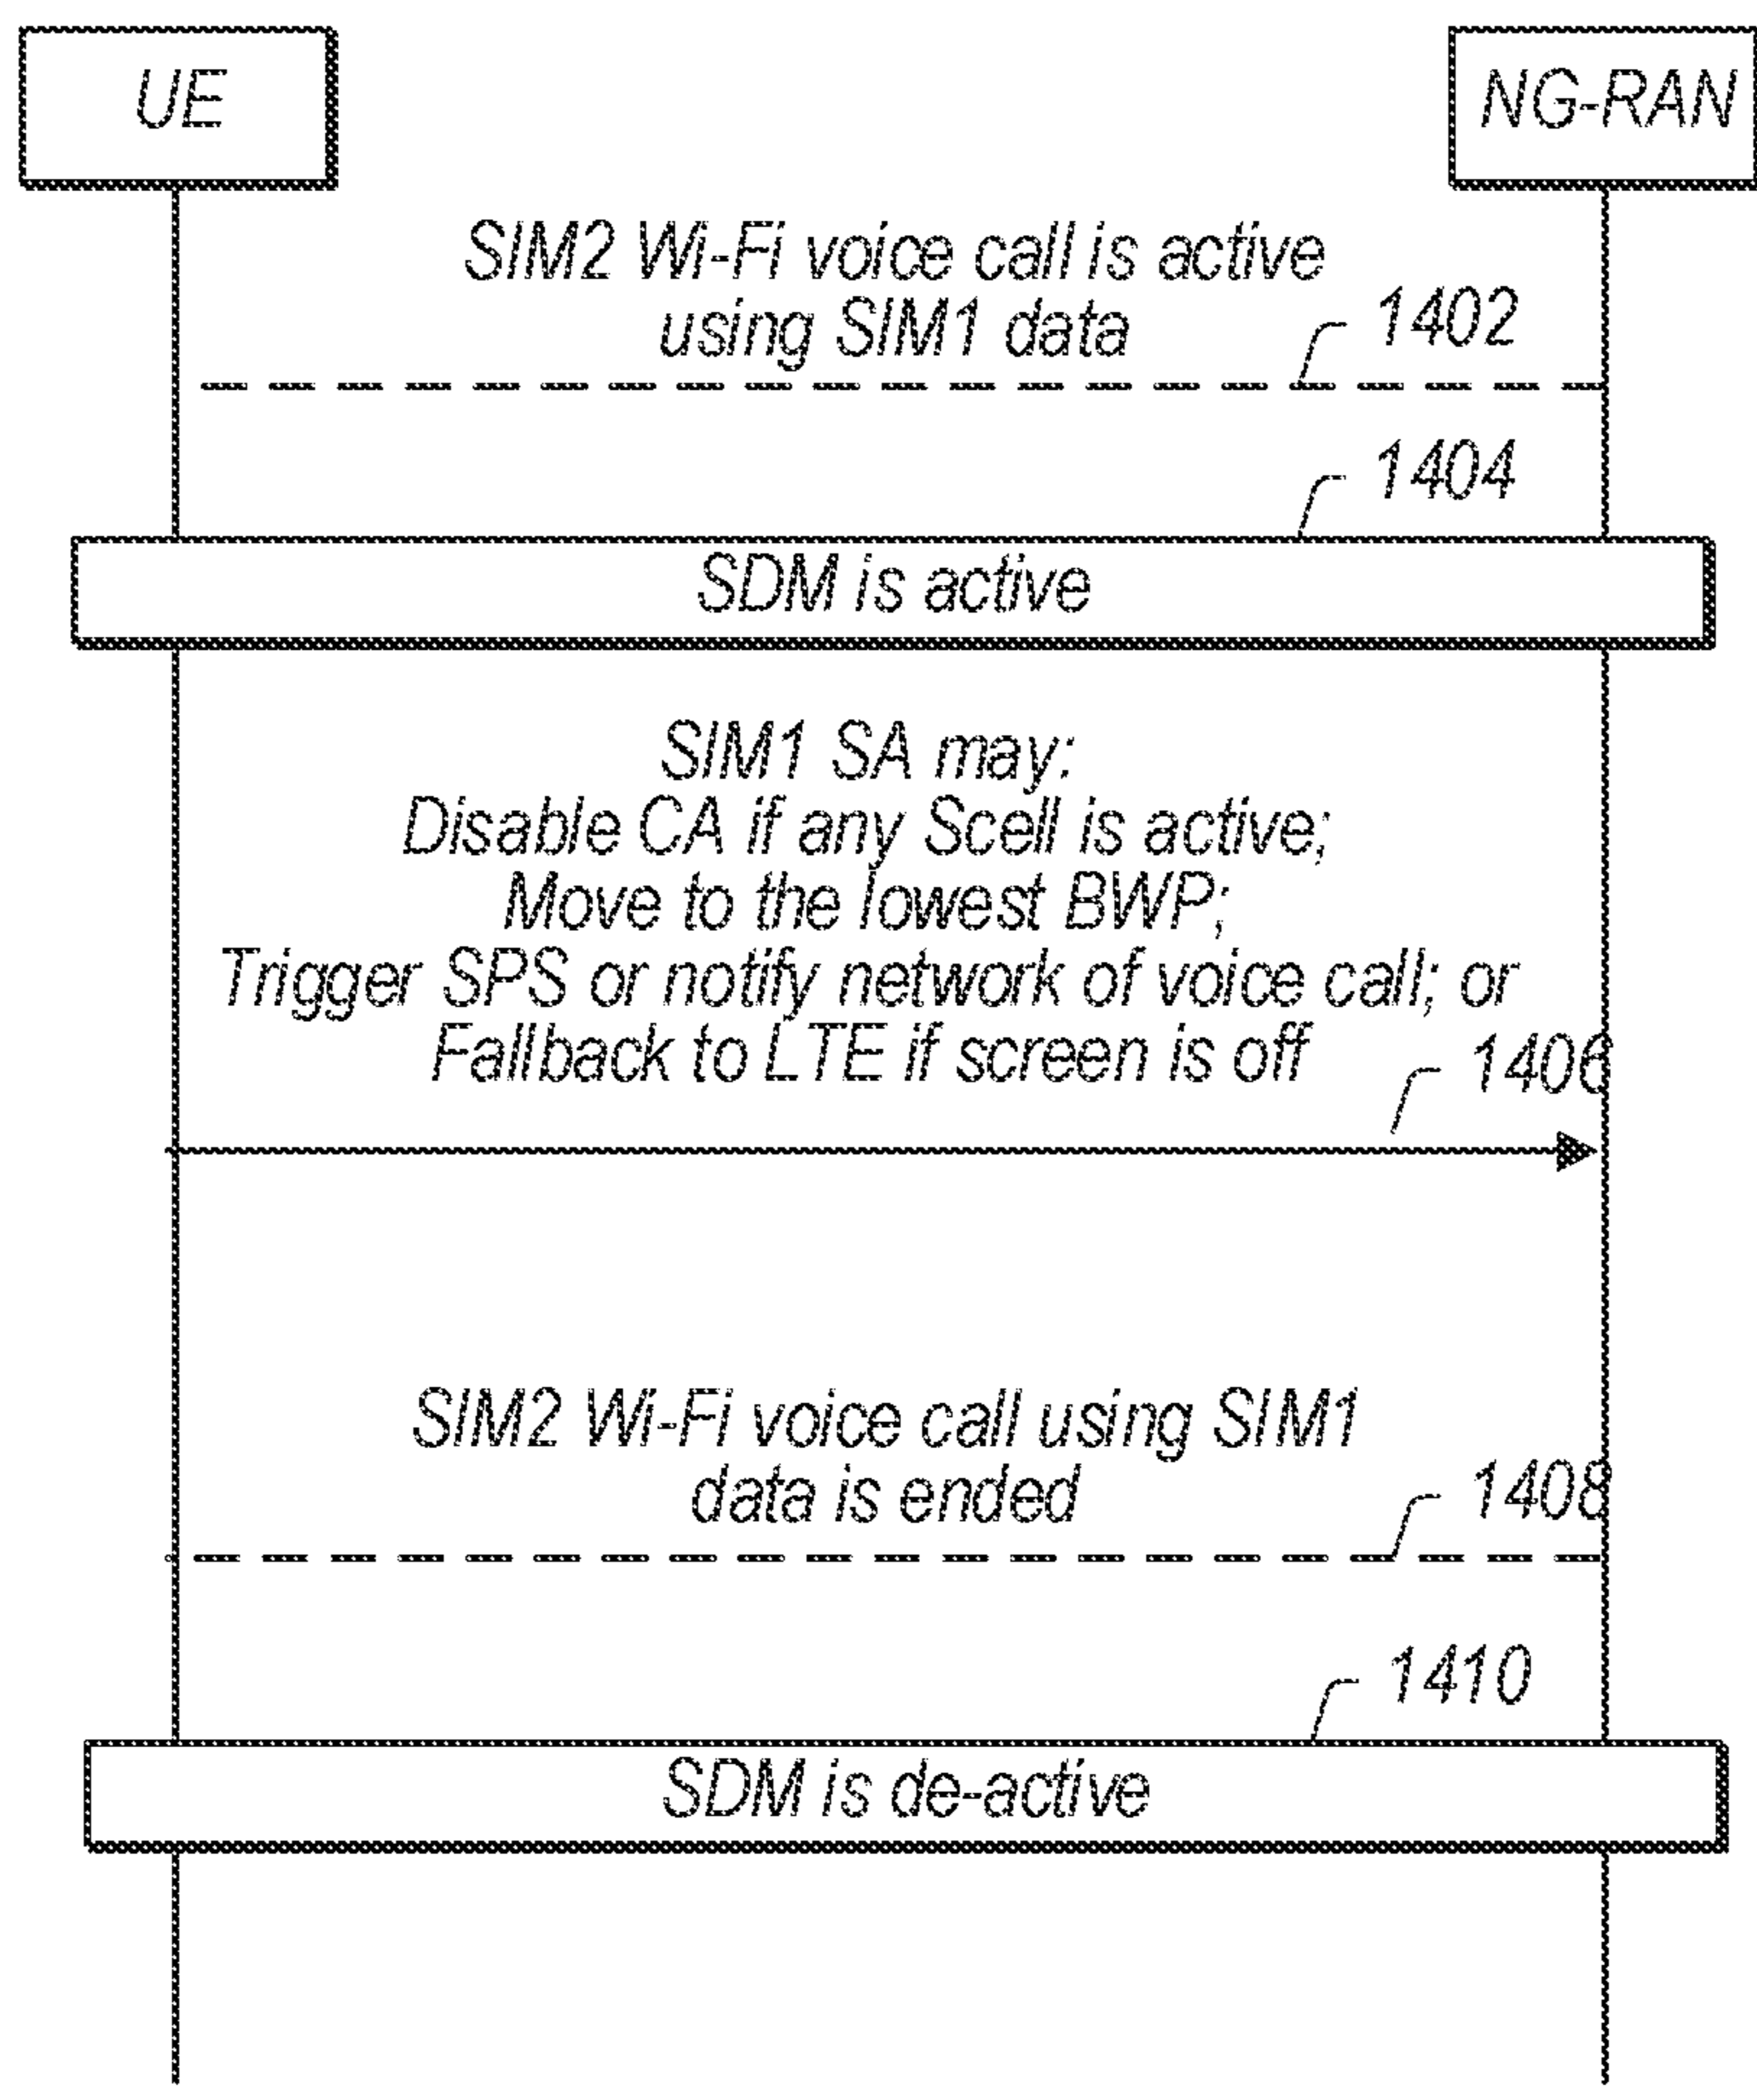 UE
NG-RAN
SIM2 Wi-Fi voice call is active
using SIM1 data
1402
1404
SDM is active
SIM1 SA may:
Disable CA if any Scell is active;
Move to the lowest BWP;
Trigger SPS or notify network of voice call; or
Fallback to LTE if screen is off
1406
SIM2 Wi-Fi voice call using SIM1
data is ended
1408
1410
SDM is de-active